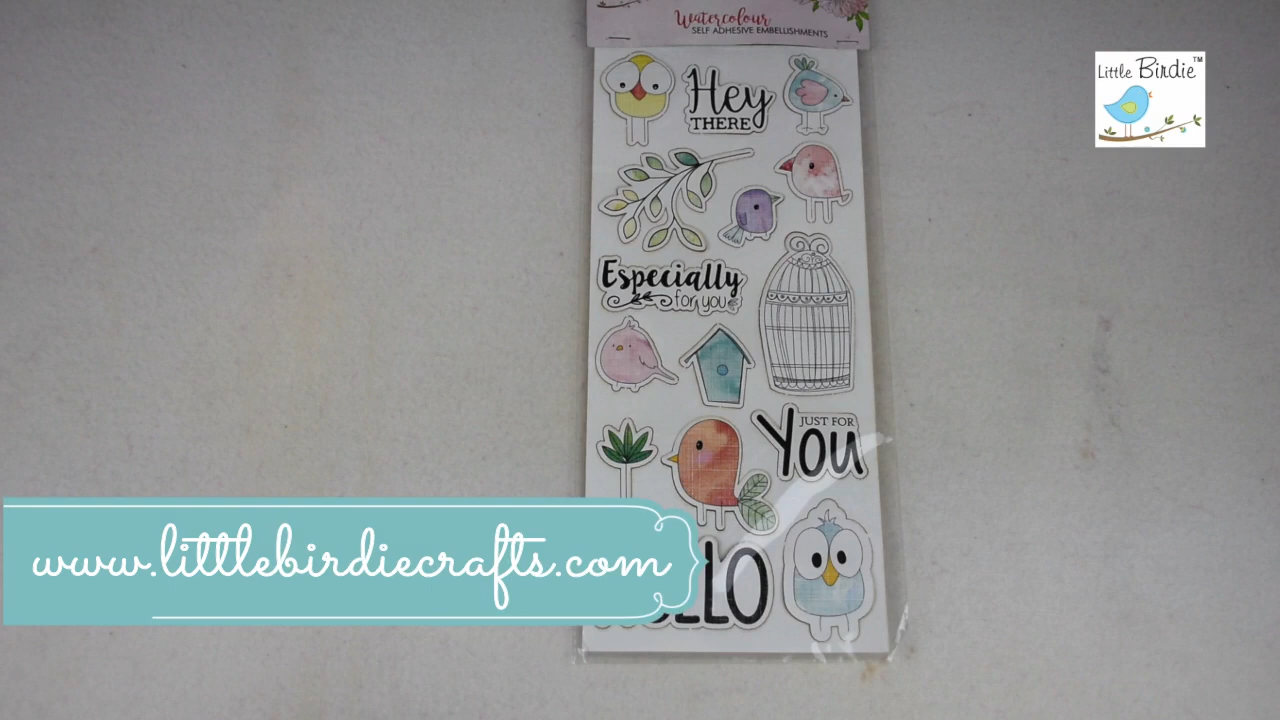 Watercolour
SELF ADHESIVE EMBELLISHMENTS
Little Birdie™
Hey
THERE
Especially
for you
JUST FOR
You
www.littlebirdiecrafts.com
LLO